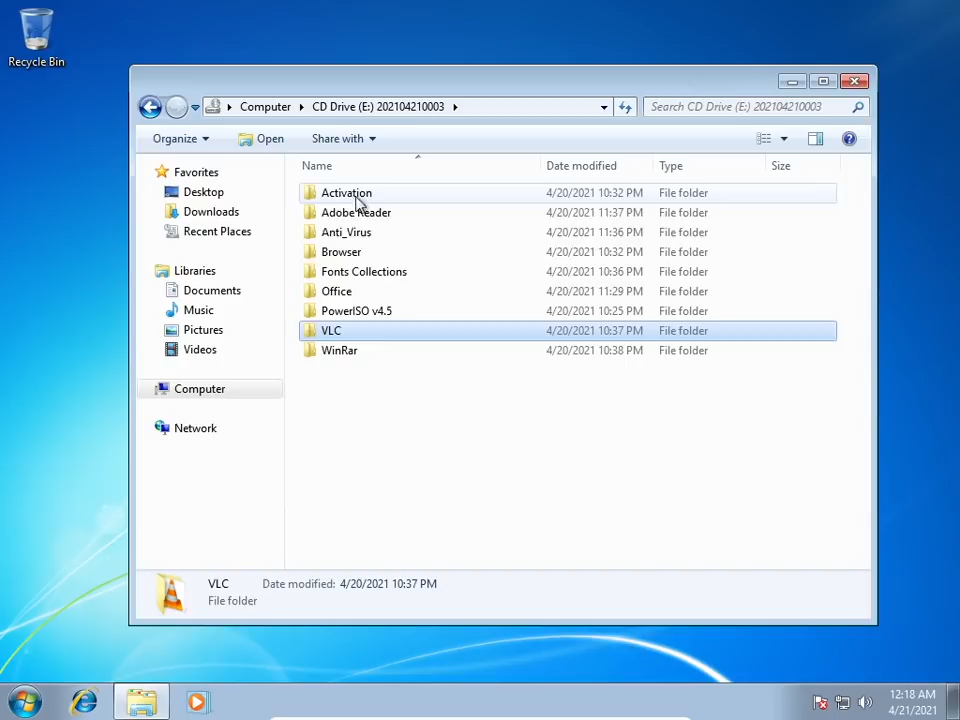 Recycle Bin
Computer
CD Drive (E:) 202104210003
Search CD Drive (E:) 202104210003
Organize
Open
Share with
Favorites
Desktop
Downloads
Recent Places
Libraries
Documents
Music
Pictures
Videos
Computer
Network
Name Date modified Type Size
Activation 4/20/2021 10:32 PM File folder
Adobe Reader 4/20/2021 11:37 PM File folder
Anti_Virus 4/20/2021 11:36 PM File folder
Browser 4/20/2021 10:32 PM File folder
Fonts Collections 4/20/2021 10:36 PM File folder
Office 4/20/2021 11:29 PM File folder
PowerISO v4.5 4/20/2021 10:25 PM File folder
VLC 4/20/2021 10:37 PM File folder
WinRar 4/20/2021 10:38 PM File folder
VLC Date modified: 4/20/2021 10:37 PM
File folder
12:18 AM
4/21/2021